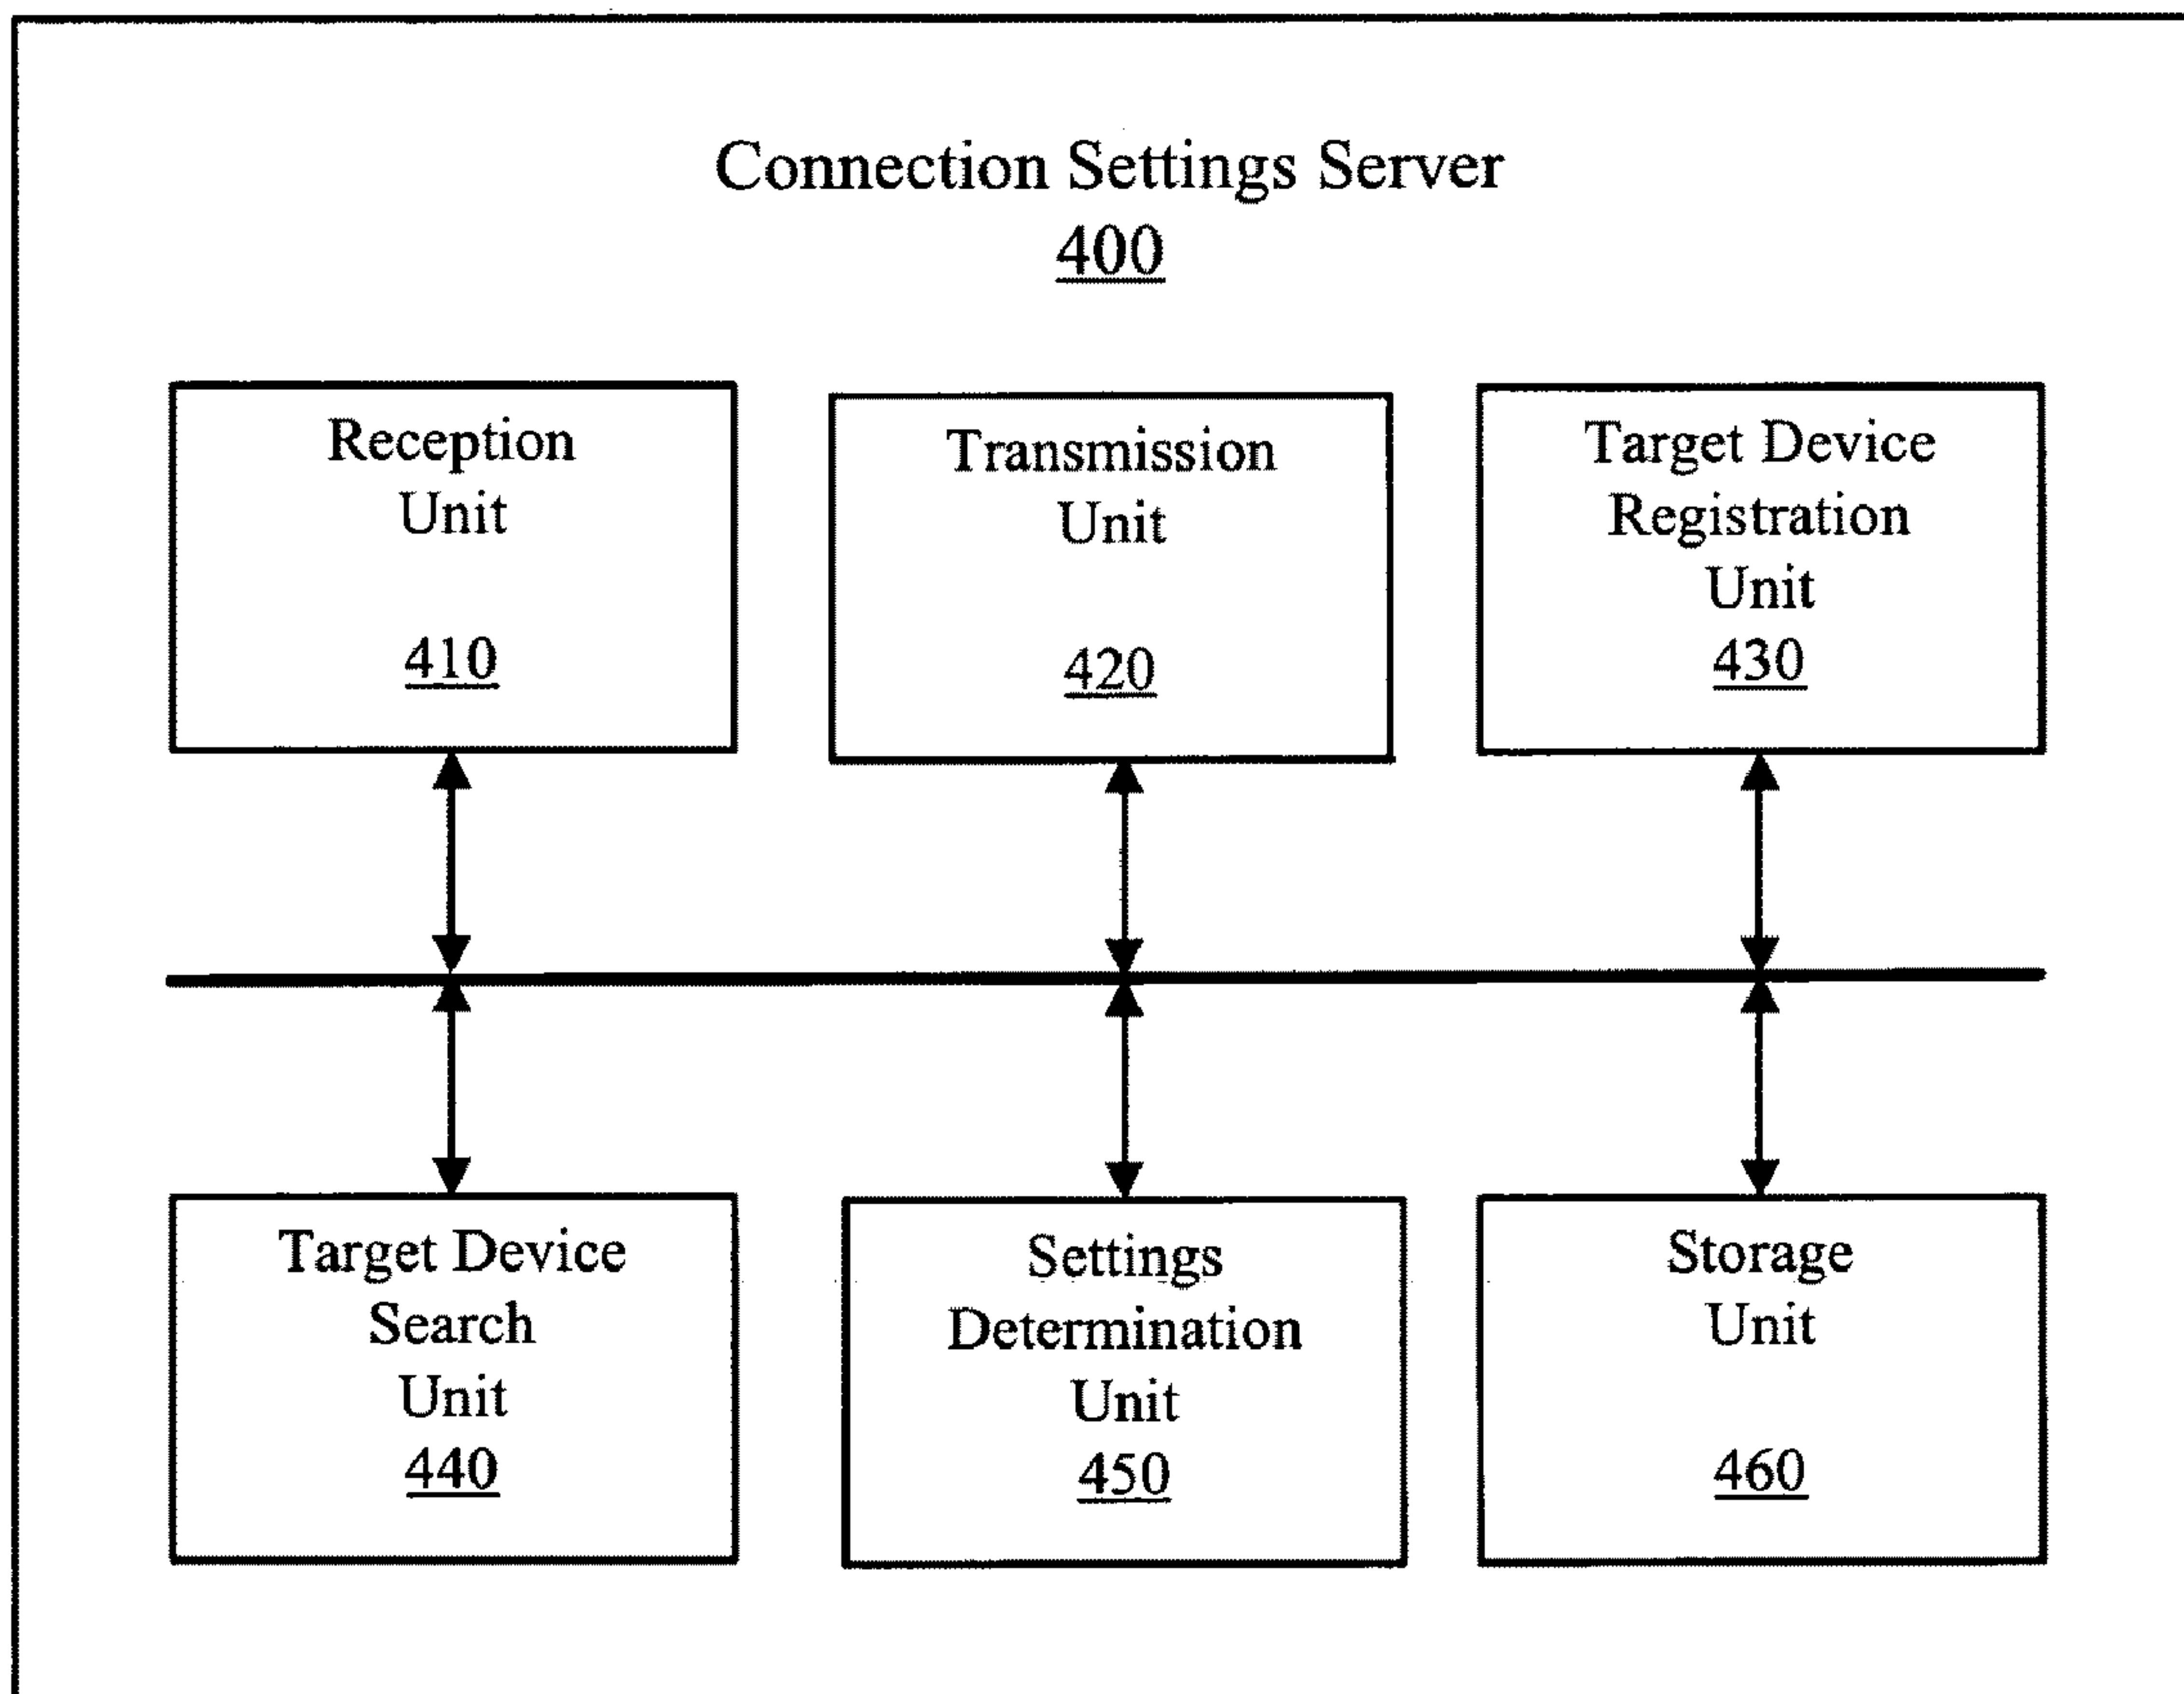 Connection Settings Server
400
Reception
Unit
410
Transmission
Unit
420
Target Device
Registration
Unit
430
Target Device
Search
Unit
440
Settings
Determination
Unit
450
Storage
Unit
460